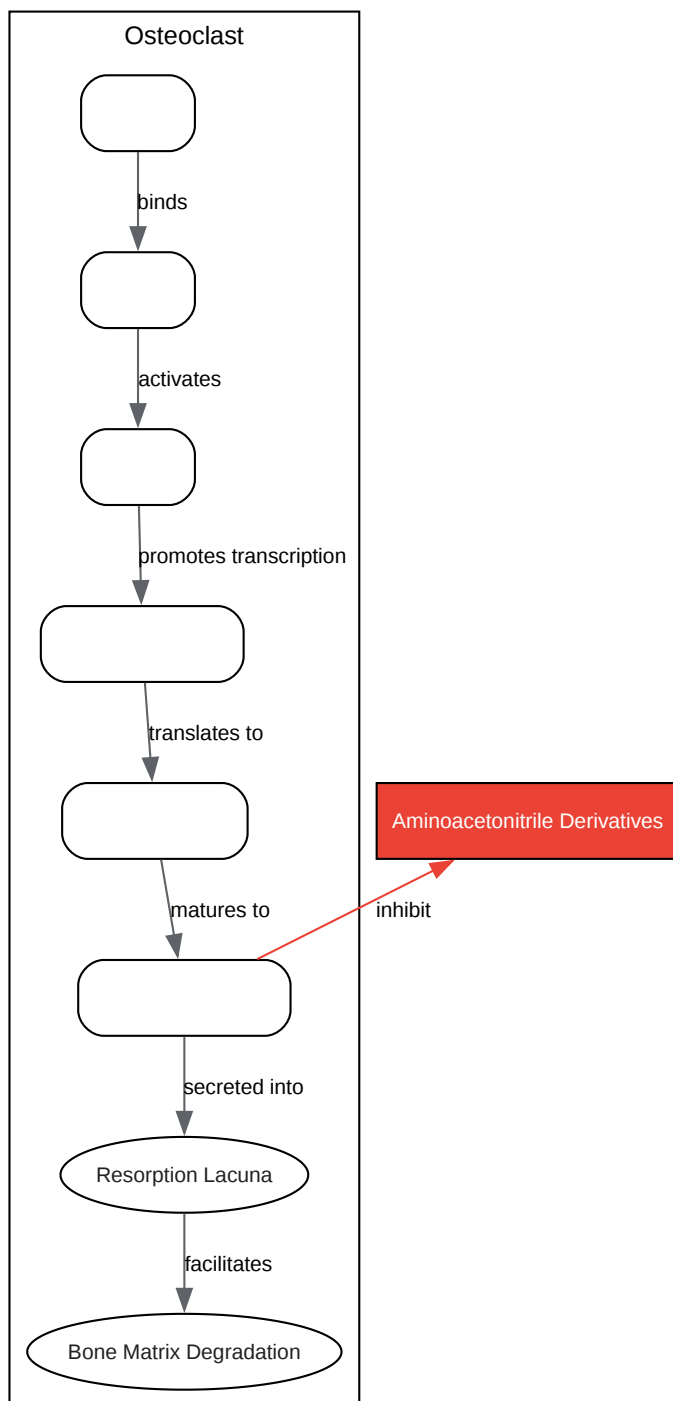 Osteoclast
binds
activates
promotes transcription
translates to
Aminoacetonitrile Derivatives
matures to
inhibit
secreted into
Resorption Lacuna
facilitates
Bone Matrix Degradation